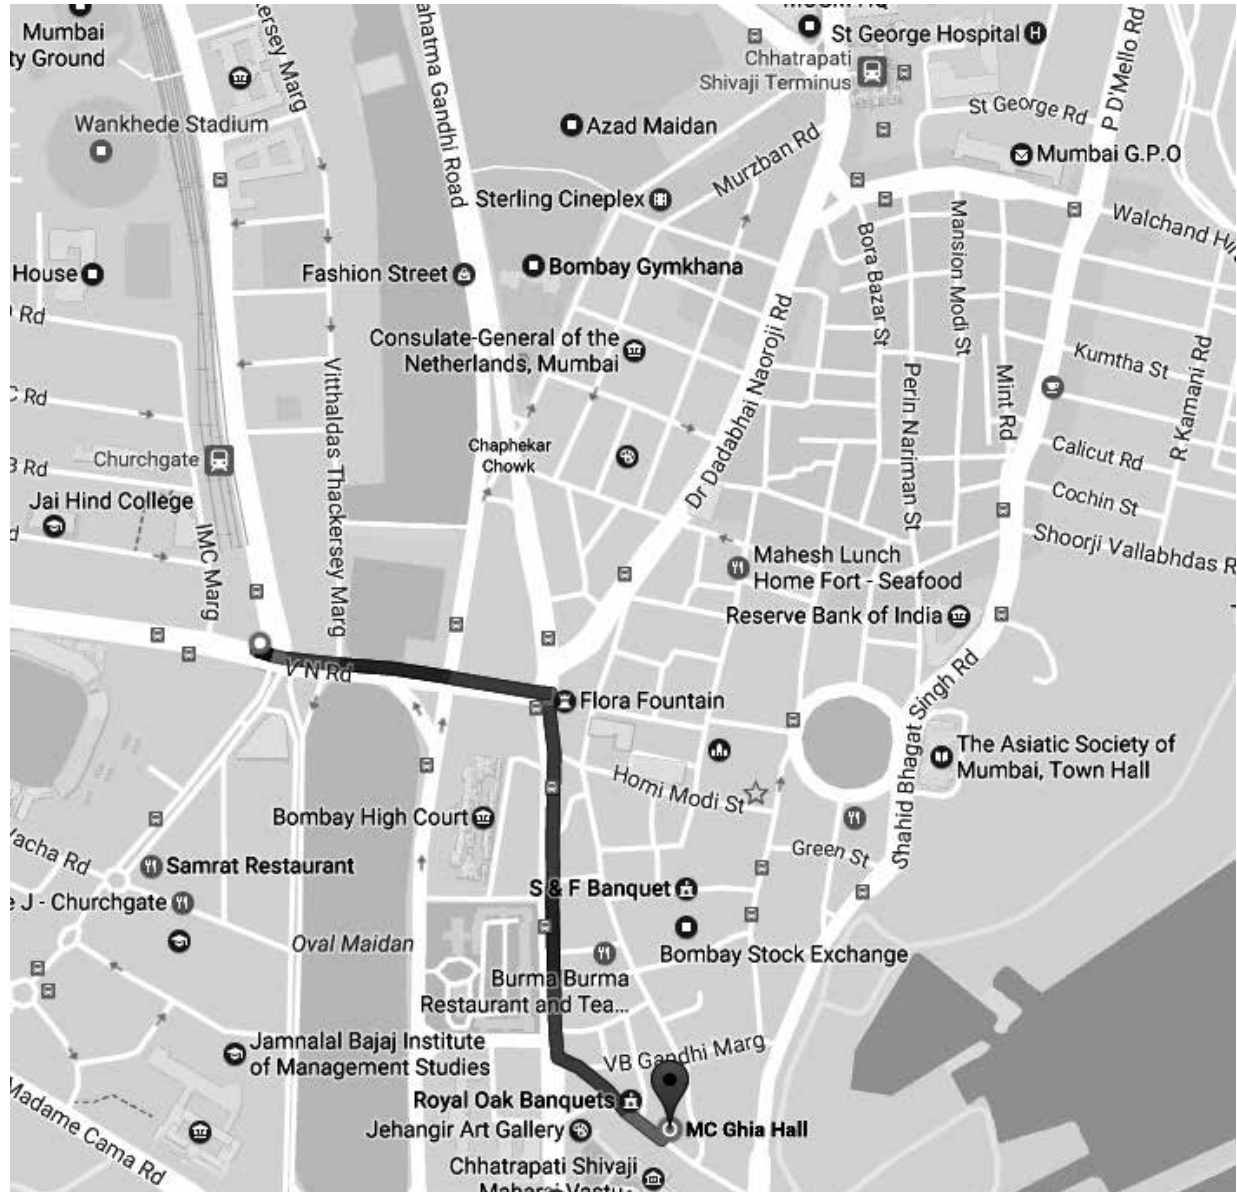 Mumbai
ty Ground
kersey Marg
ahatma Gandhi Road
St George Hospital
H
Chhatrapati
Shivaji Terminus
P D'Mello Rd
St George Rd
Wankhede Stadium
Azad Maidan
Murzban Rd
Mumbai G.P.O
Sterling Cineplex
Walchand
House
Fashion Street
Bombay Gymkhana
Bora Bazar St
Mansion Modi St
Rd
Consulate-General of the
Netherlands, Mumbai
Dr Dadabhai Naoroji Rd
Kumtha St
R Kamani Rd
C Rd
Vitthaldas Thackersey Marg
Perin Nariman St
Mint Rd
Chaphekar
Chowk
Churchgate
B Rd
Calicut Rd
Jai Hind College
Cochin St
IMC Marg
Shoorji Vallabhdas R
Mahesh Lunch
Home Fort - Seafood
Reserve Bank of India
V N Rd
Flora Fountain
Shahid Bhagat Singh Rd
The Asiatic Society of
Mumbai, Town Hall
Homi Modi St
Bombay High Court
Green St
Vacha Rd
Samrat Restaurant
S & F Banquet
e J - Churchgate
Oval Maidan
Bombay Stock Exchange
Burma Burma
Restaurant and Tea...
Jamnalal Bajaj Institute
of Management Studies
VB Gandhi Marg
Madame Cama Rd
Royal Oak Banquets
Jehangir Art Gallery
MC Ghia Hall
Chhatrapati Shivaji
Maharaj Vastu